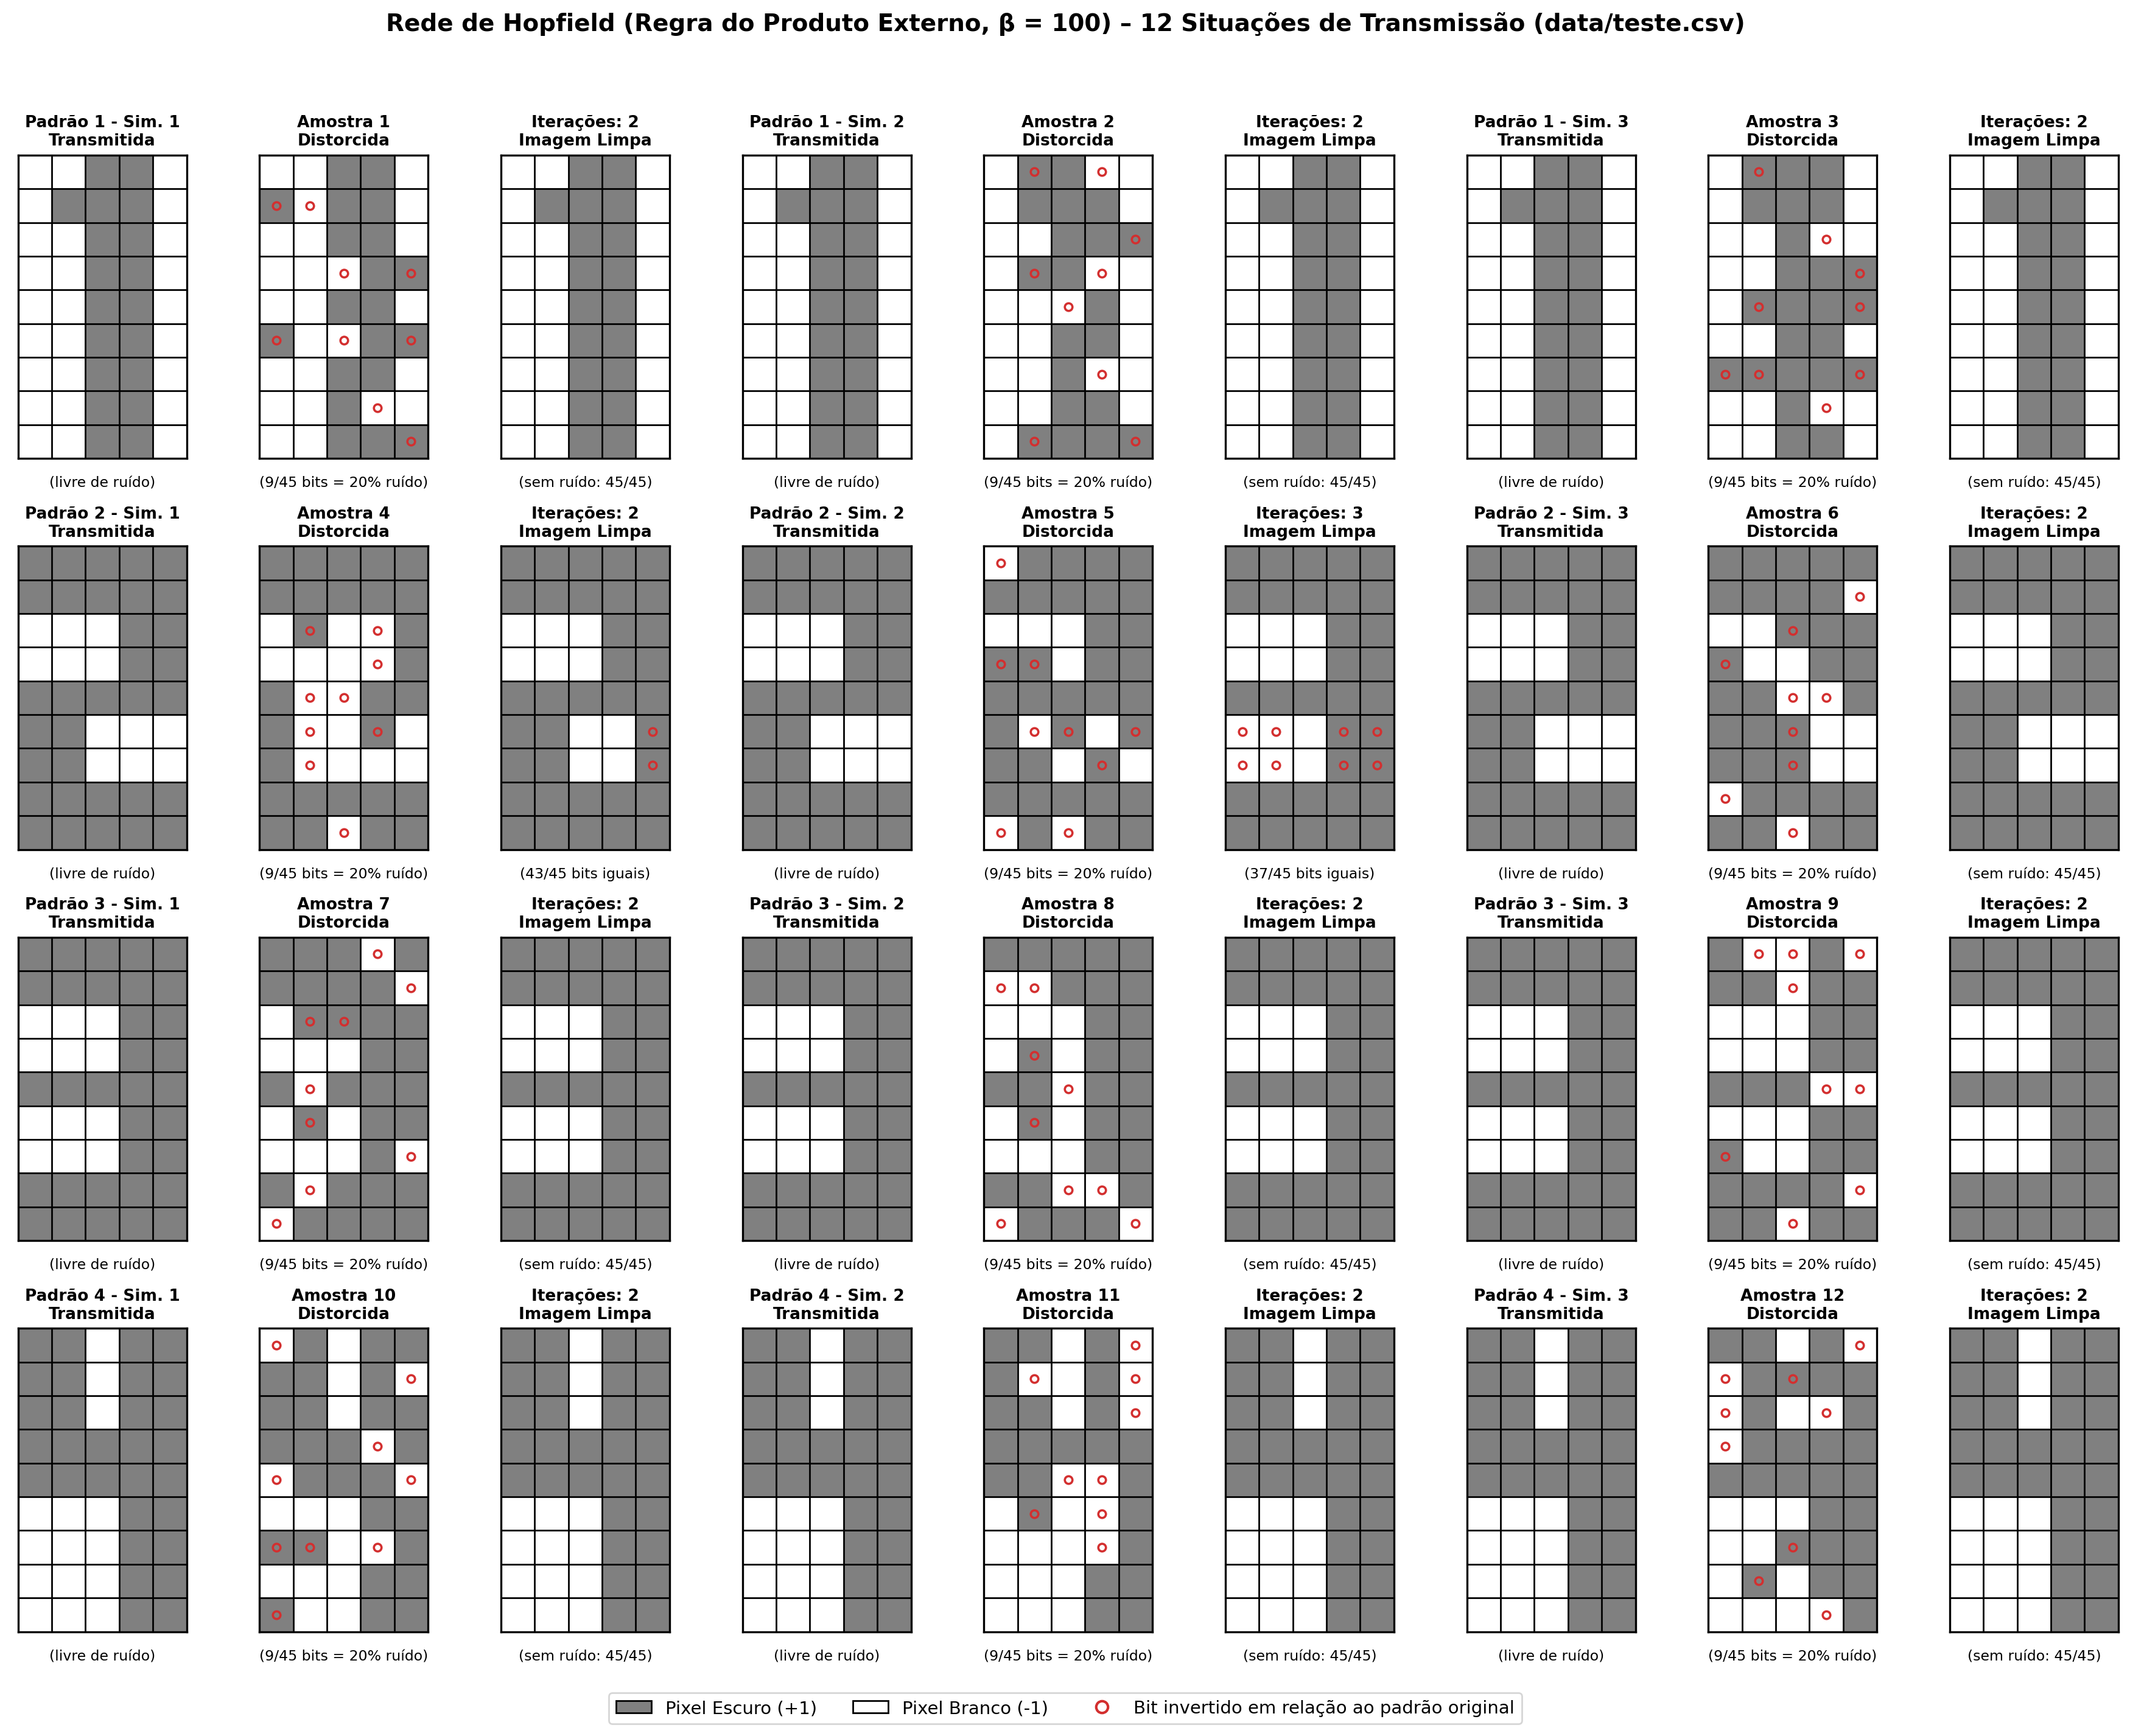 Rede de Hopfield (Regra do Produto Externo, β = 100) – 12 Situações de Transmissão (data/teste.csv)
Padrão 1 - Sim. 1
Transmitida
Amostra 1
Distorcida
Iterações: 2
Imagem Limpa
Padrão 1 - Sim. 2
Transmitida
Amostra 2
Distorcida
Iterações: 2
Imagem Limpa
Padrão 1 - Sim. 3
Transmitida
Amostra 3
Distorcida
Iterações: 2
Imagem Limpa
(livre de ruído)
(9/45 bits = 20% ruído)
(sem ruído: 45/45)
(livre de ruído)
(9/45 bits = 20% ruído)
(sem ruído: 45/45)
(livre de ruído)
(9/45 bits = 20% ruído)
(sem ruído: 45/45)
Padrão 2 - Sim. 1
Transmitida
Amostra 4
Distorcida
Iterações: 2
Imagem Limpa
Padrão 2 - Sim. 2
Transmitida
Amostra 5
Distorcida
Iterações: 3
Imagem Limpa
Padrão 2 - Sim. 3
Transmitida
Amostra 6
Distorcida
Iterações: 2
Imagem Limpa
(livre de ruído)
(9/45 bits = 20% ruído)
(43/45 bits iguais)
(livre de ruído)
(9/45 bits = 20% ruído)
(37/45 bits iguais)
(livre de ruído)
(9/45 bits = 20% ruído)
(sem ruído: 45/45)
Padrão 3 - Sim. 1
Transmitida
Amostra 7
Distorcida
Iterações: 2
Imagem Limpa
Padrão 3 - Sim. 2
Transmitida
Amostra 8
Distorcida
Iterações: 2
Imagem Limpa
Padrão 3 - Sim. 3
Transmitida
Amostra 9
Distorcida
Iterações: 2
Imagem Limpa
(livre de ruído)
(9/45 bits = 20% ruído)
(sem ruído: 45/45)
(livre de ruído)
(9/45 bits = 20% ruído)
(sem ruído: 45/45)
(livre de ruído)
(9/45 bits = 20% ruído)
(sem ruído: 45/45)
Padrão 4 - Sim. 1
Transmitida
Amostra 10
Distorcida
Iterações: 2
Imagem Limpa
Padrão 4 - Sim. 2
Transmitida
Amostra 11
Distorcida
Iterações: 2
Imagem Limpa
Padrão 4 - Sim. 3
Transmitida
Amostra 12
Distorcida
Iterações: 2
Imagem Limpa
(livre de ruído)
(9/45 bits = 20% ruído)
(sem ruído: 45/45)
(livre de ruído)
(9/45 bits = 20% ruído)
(sem ruído: 45/45)
(livre de ruído)
(9/45 bits = 20% ruído)
(sem ruído: 45/45)
Pixel Escuro (+1)
Pixel Branco (-1)
Bit invertido em relação ao padrão original